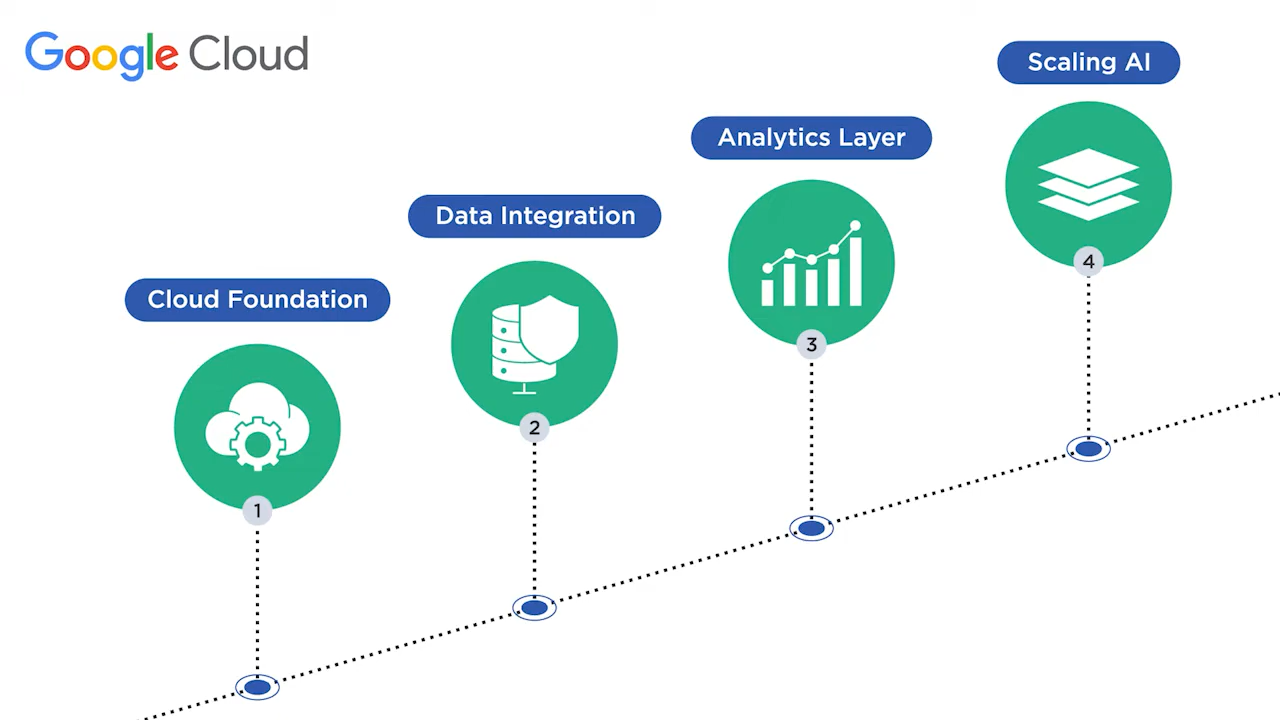 Google Cloud
Cloud Foundation
1
Data Integration
2
Analytics Layer
3
Scaling AI
4